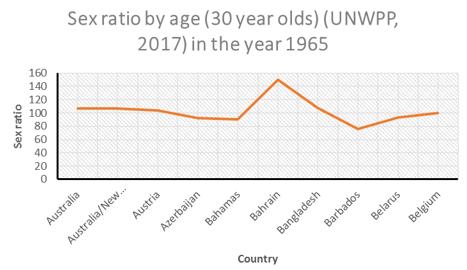 Sex ratio by age (30 year olds) (UNWPP,
2017) in the year 1965
160
140
120
100
80
60
40
20
0
Sex ratio
Australia
Australia/New...
Austria
Azerbaijan
Bahamas
Bahrain
Bangladesh
Barbados
Belarus
Belgium
Country